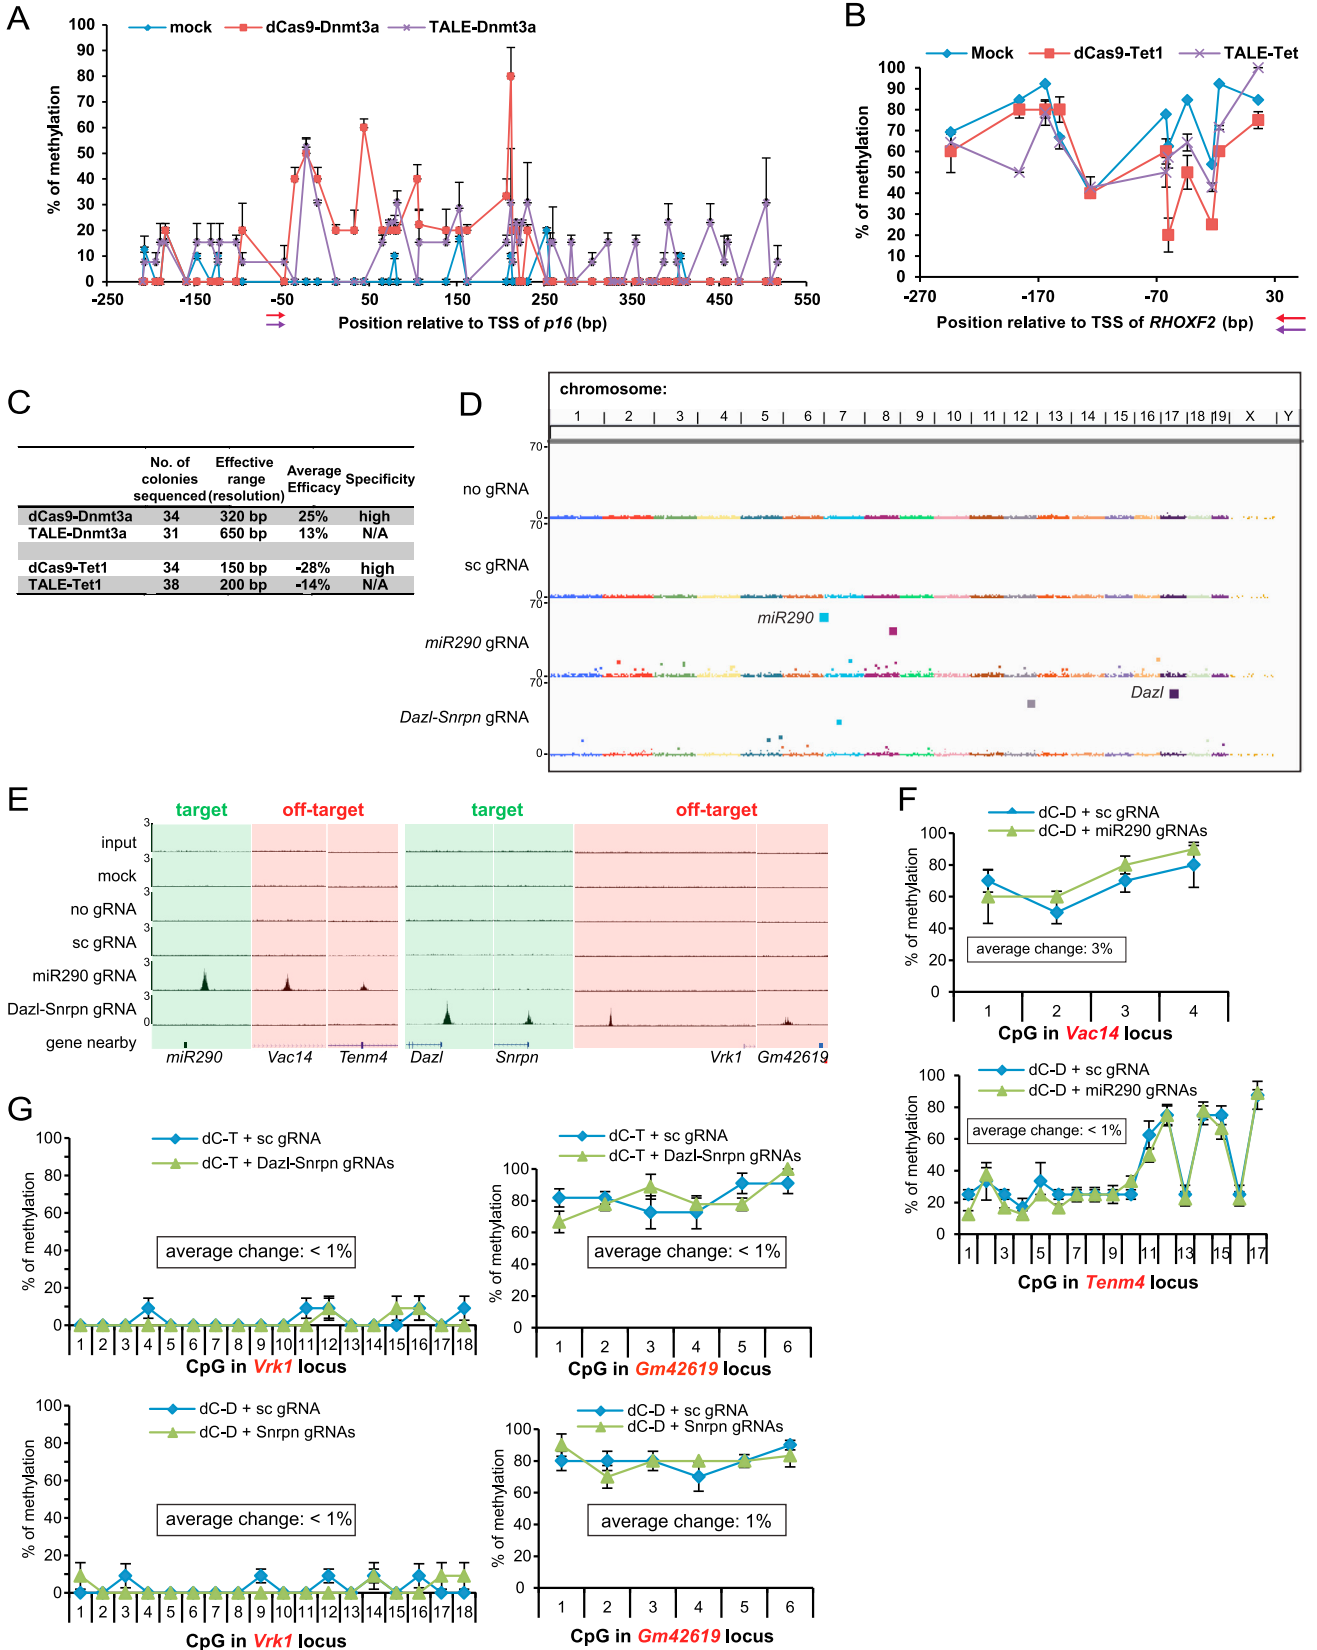 A
mock dCas9-Dnmt3a TALE-Dnmt3a
% of methylation
100
90
80
70
60
50
40
30
20
10
0
-250 -150 -50 50 150 250 350 450 550
Position relative to TSS of p16 (bp)
B
Mock dCas9-Tet1 TALE-Tet
% of methylation
100
90
80
70
60
50
40
30
20
10
0
-270 -170 -70 30
Position relative to TSS of RHOXF2 (bp)
C
No. of colonies sequenced Effective range (resolution) Average Efficacy Specificity
dCas9-Dnmt3a 34 320 bp 25% high
TALE-Dnmt3a 31 650 bp 13% N/A
dCas9-Tet1 34 150 bp -28% high
TALE-Tet1 38 200 bp -14% N/A
D
chromosome:
1 2 3 4 5 6 7 8 9 10 11 12 13 14 15 16 17 18 19 X Y
70
no gRNA
0
70
sc gRNA
0
70
miR290
miR290 gRNA
0
70
Dazl
Dazl-Snrpn gRNA
0
E
target off-target target off-target
3
input
3
mock
3
no gRNA
3
sc gRNA
3
miR290 gRNA
3
Dazl-Snrpn gRNA
0
gene nearby
miR290 Vac14 Tenm4 Dazl Snrpn Vrk1 Gm42619
F
dC-D + sc gRNA
dC-D + miR290 gRNAs
% of methylation
100
80
60
40
20
0
average change: 3%
1 2 3 4
CpG in Vac14 locus
dC-D + sc gRNA
dC-D + miR290 gRNAs
% of methylation
100
80
60
40
20
0
average change: < 1%
1 3 5 7 9 11 13 15 17
CpG in Tenm4 locus
G
dC-T + sc gRNA
dC-T + Dazl-Snrpn gRNAs
% of methylation
100
80
60
40
20
0
average change: < 1%
1 2 3 4 5 6 7 8 9 10 11 12 13 14 15 16 17 18
CpG in Vrk1 locus
dC-T + sc gRNA
dC-T + Dazl-Snrpn gRNAs
% of methylation
100
80
60
40
20
0
average change: < 1%
1 2 3 4 5 6
CpG in Gm42619 locus
dC-D + sc gRNA
dC-D + Snrpn gRNAs
% of methylation
100
80
60
40
20
0
average change: < 1%
1 2 3 4 5 6 7 8 9 10 11 12 13 14 15 16 17 18
CpG in Vrk1 locus
dC-D + sc gRNA
dC-D + Snrpn gRNAs
% of methylation
100
80
60
40
20
0
average change: 1%
1 2 3 4 5 6
CpG in Gm42619 locus